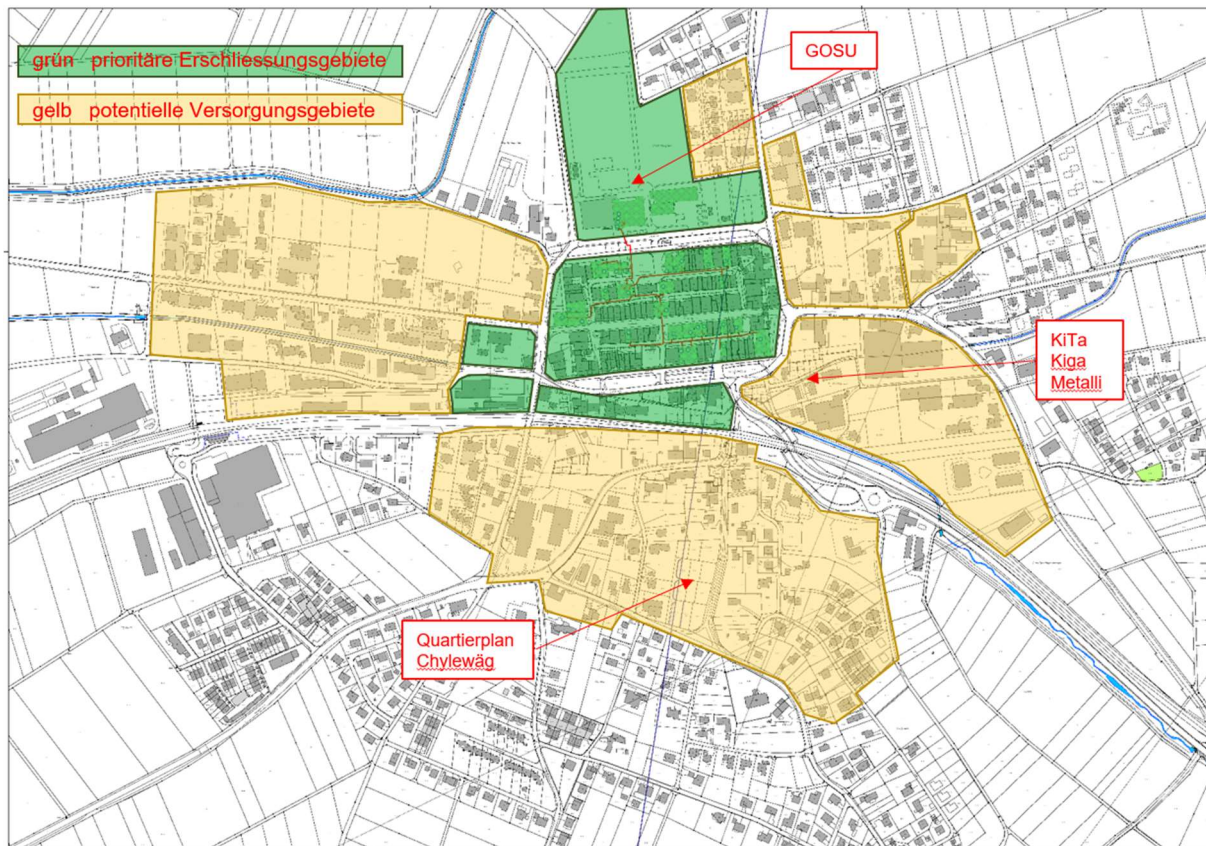 grün prioritäre Erschliessungsgebiete
gelb potentielle Versorgungsgebiete
GOSU
KiTa
Kiga
Metalli
Quartierplan
Chylewäg